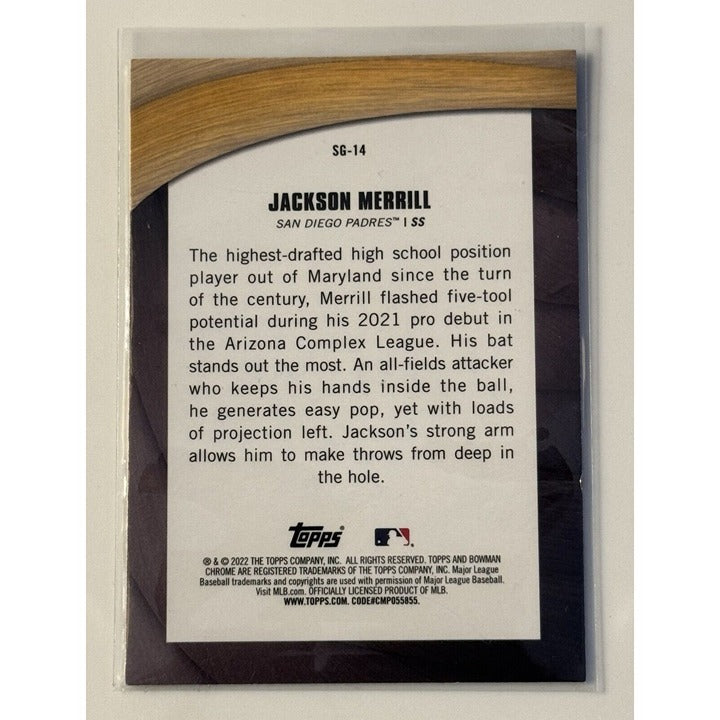 SG-14
JACKSON MERRILL
SAN DIEGO PADRES™ | SS
The highest-drafted high school position
player out of Maryland since the turn
of the century, Merrill flashed five-tool
potential during his 2021 pro debut in
the Arizona Complex League. His bat
stands out the most. An all-fields attacker
who keeps his hands inside the ball,
he generates easy pop, yet with loads
of projection left. Jackson's strong arm
allows him to make throws from deep in
the hole.
Topps
® & © 2022 THE TOPPS COMPANY, INC. ALL RIGHTS RESERVED. TOPPS AND BOWMAN
CHROME ARE REGISTERED TRADEMARKS OF THE TOPPS COMPANY, INC. Major League
Baseball trademarks and copyrights are used with permission of Major League Baseball.
Visit MLB.com. OFFICIALLY LICENSED PRODUCT OF MLB.
WWW.TOPPS.COM. CODE#CMP055855.